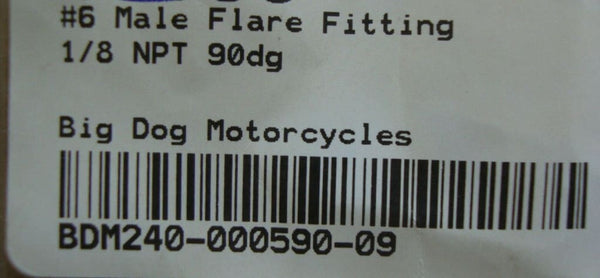 #6 Male Flare Fitting
1/8 NPT 90dg
Big Dog Motorcycles
BDM240-000590-09